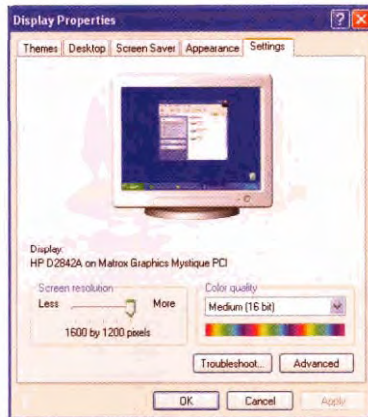 Display Properties
Themes Desktop Screen Saver Appearance Settings
Display:
HP D2842A on Matrox Graphics Mystique PCI
Screen resolution
Less More
1600 by 1200 pixels
Color quality
Medium (16 bit)
Troubleshoot... Advanced
OK Cancel Apply